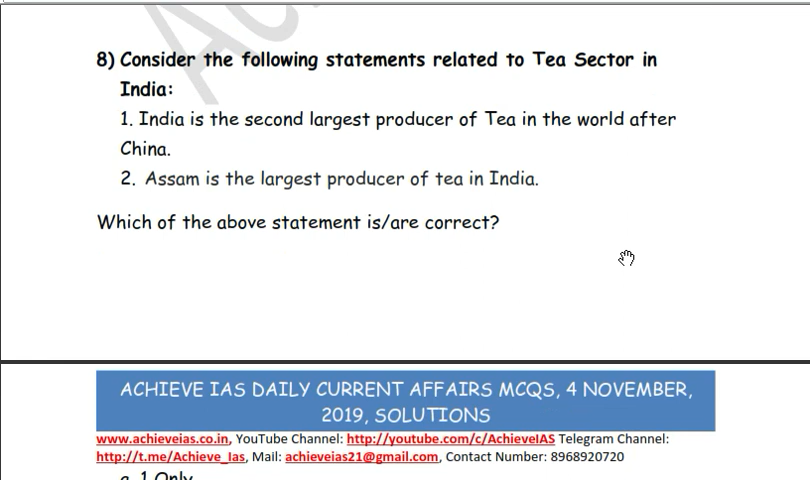 8) Consider the following statements related to Tea Sector in
India:
1. India is the second largest producer of Tea in the world after
China.
2. Assam is the largest producer of tea in India.
Which of the above statement is/are correct?
ACHIEVE IAS DAILY CURRENT AFFAIRS MCQS, 4 NOVEMBER,
2019, SOLUTIONS
www.achieveias.co.in, YouTube Channel: http://youtube.com/c/AchieveIAS Telegram Channel:
http://t.me/Achieve_Ias, Mail: achieveias21@gmail.com, Contact Number: 8968920720
a. 1 Only